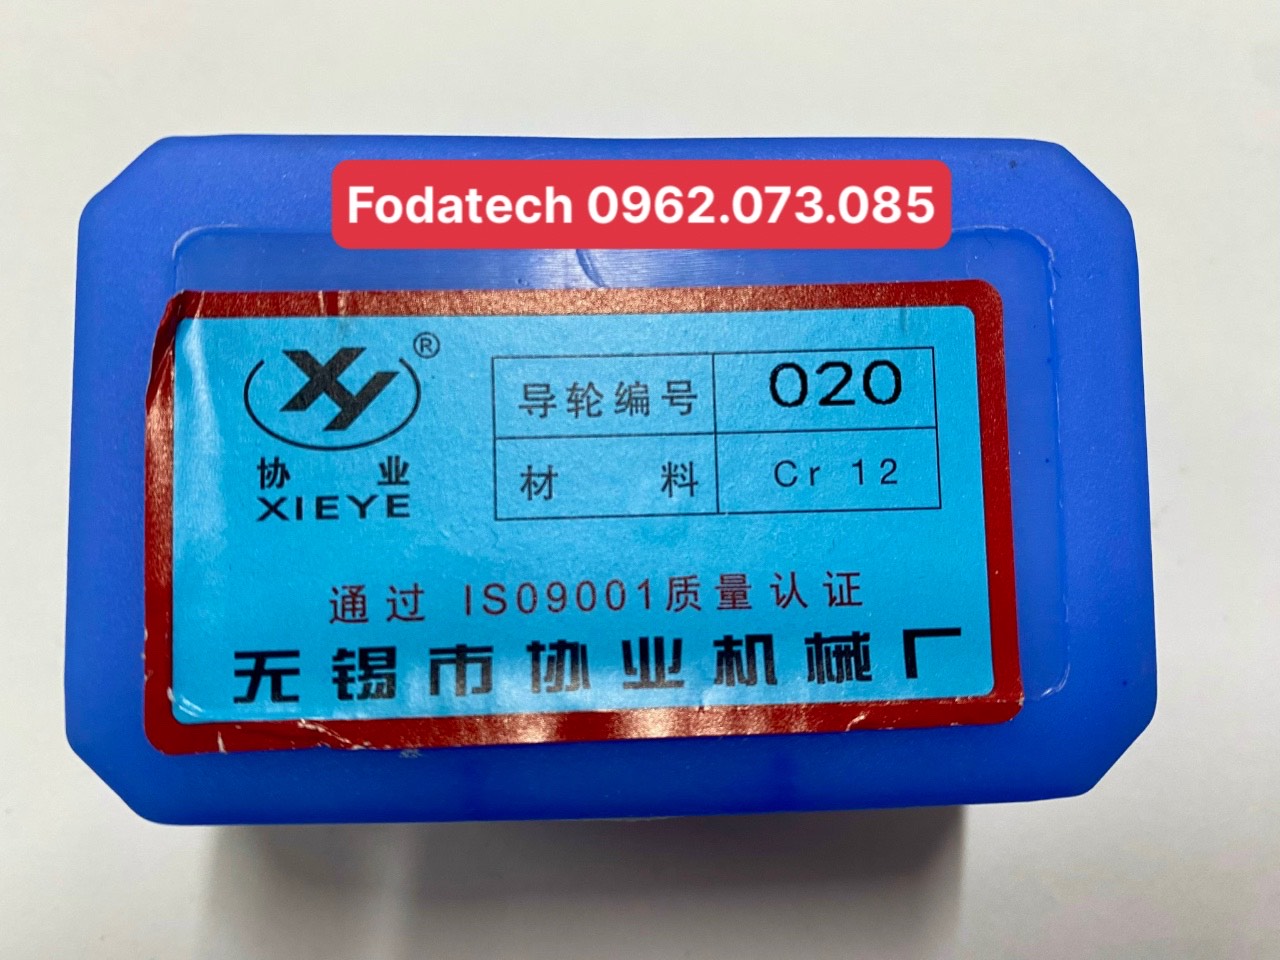 Fodatech 0962.073.085
XY®
协业
XIEYE
导轮编号 020
材料 Cr 12
通过 ISO9001质量认证
无锡市协业机械厂